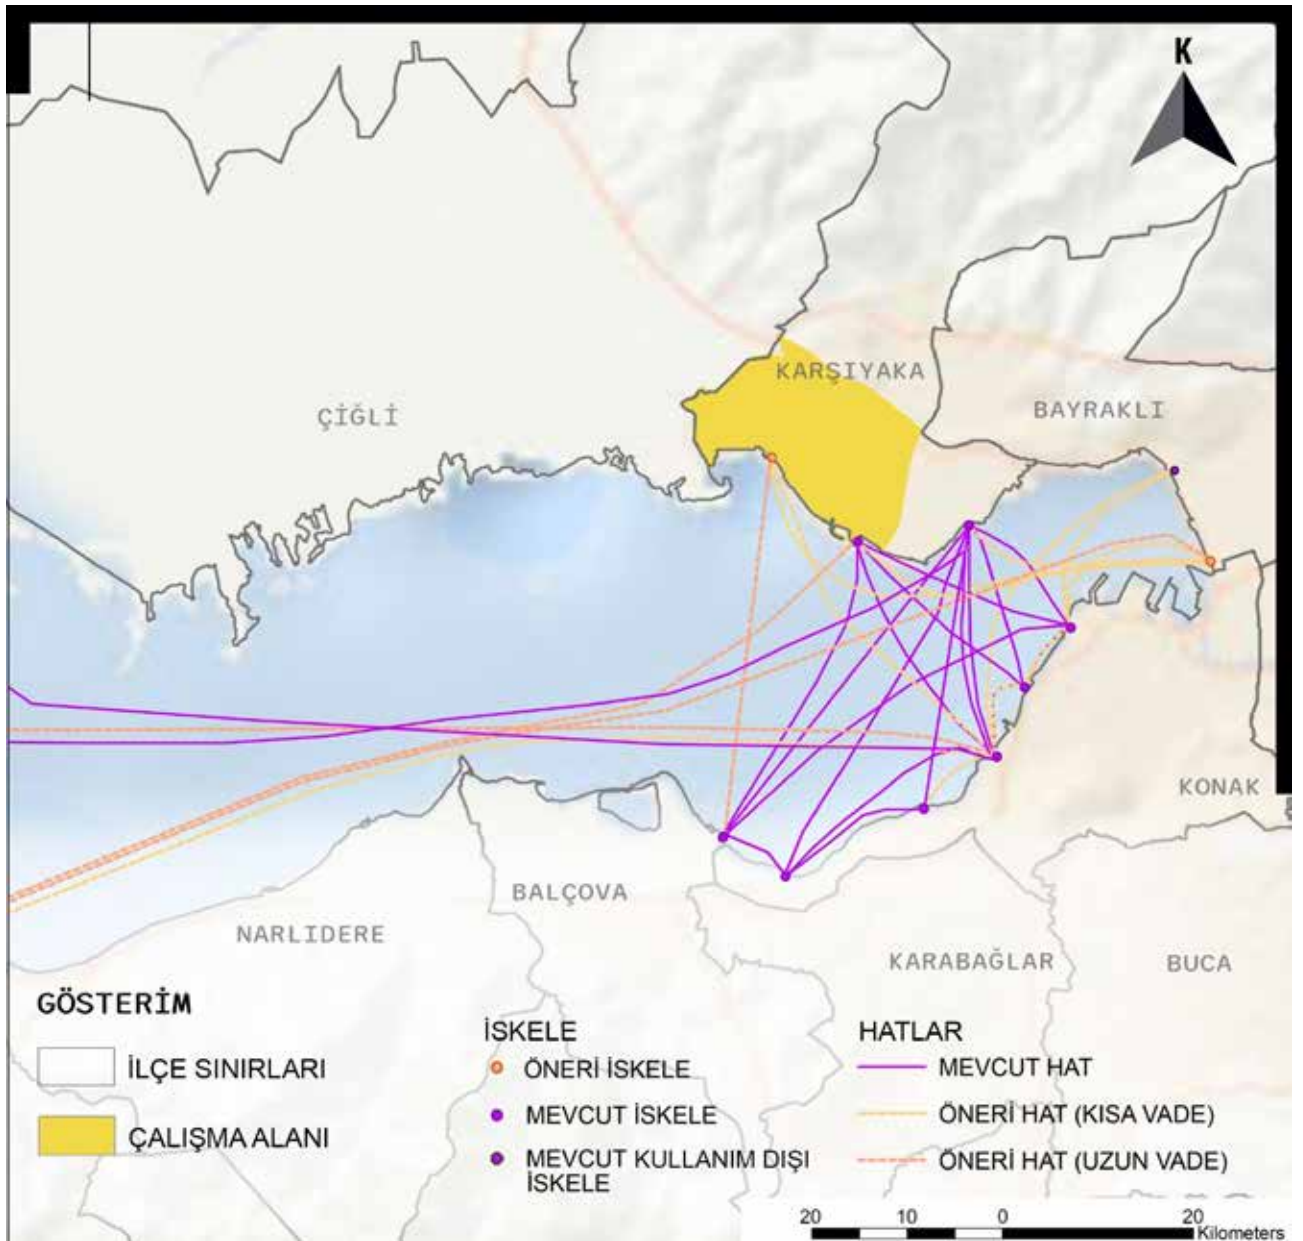 K
KARŞIYAKA
BAYRAKLI
ÇİĞLİ
KONAK
BALÇOVA
NARLIDERE
KARABAĞLAR
BUCA
GÖSTERİM
İLÇE SINIRLARI
ÇALIŞMA ALANI
İSKELE
ÖNERİ İSKELE
MEVCUT İSKELE
MEVCUT KULLANIM DIŞI
İSKELE
HATLAR
MEVCUT HAT
ÖNERİ HAT (KISA VADE)
ÖNERİ HAT (UZUN VADE)
20 10 0 20
Kilometers